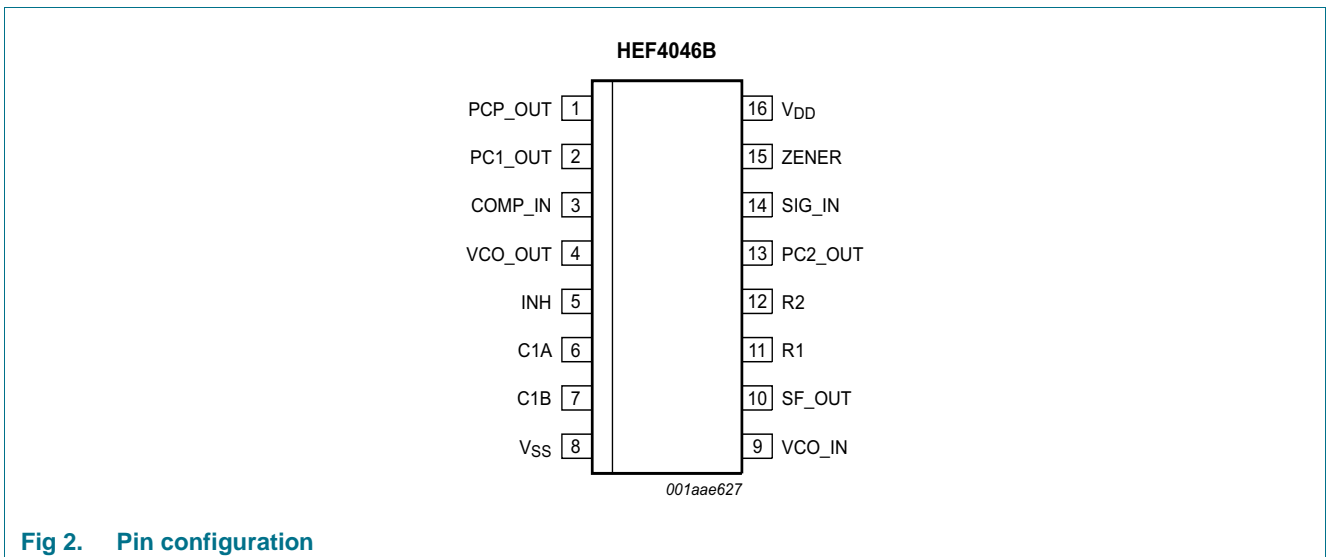 HEF4046B
PCP_OUT 1 16 VDD
PC1_OUT 2 15 ZENER
COMP_IN 3 14 SIG_IN
VCO_OUT 4 13 PC2_OUT
INH 5 12 R2
C1A 6 11 R1
C1B 7 10 SF_OUT
VSS 8 9 VCO_IN
001aae627
Fig 2. Pin configuration